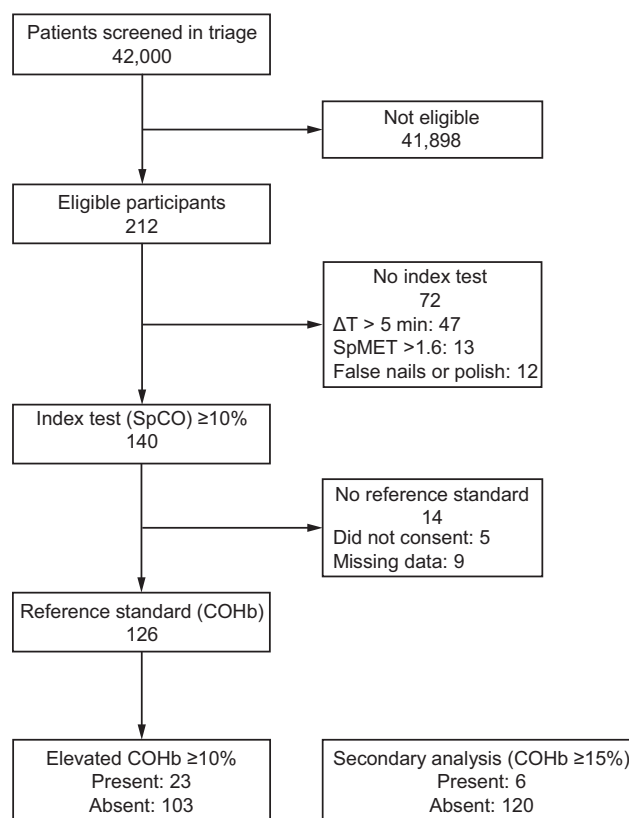 Patients screened in triage
42,000
Not eligible
41,898
Eligible participants
212
No index test
72
ΔT > 5 min: 47
SpMET >1.6: 13
False nails or polish: 12
Index test (SpCO) ≥10%
140
No reference standard
14
Did not consent: 5
Missing data: 9
Reference standard (COHb)
126
Elevated COHb ≥10%
Present: 23
Absent: 103
Secondary analysis (COHb ≥15%)
Present: 6
Absent: 120